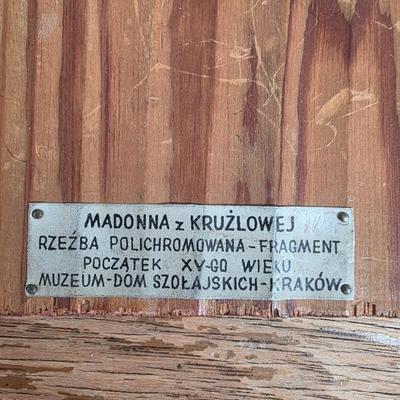 MADONNA z KRUŻLOWEJ
RZEŹBA POLICHROMOWANA-FRAGMENT
POCZĄTEK XV-GO WIEKU
MUZEUM-DOM SZOŁAJSKICH-KRAKÓW